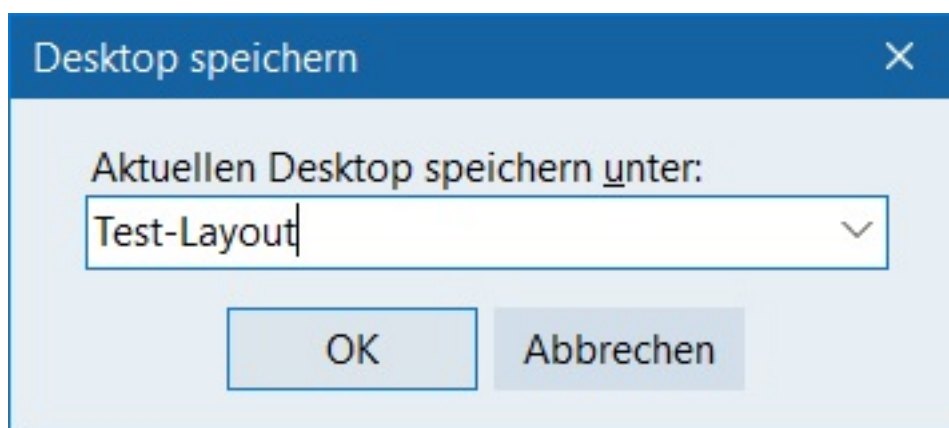 Desktop speichern
Aktuellen Desktop speichern unter:
Test-Layout
OK Abbrechen